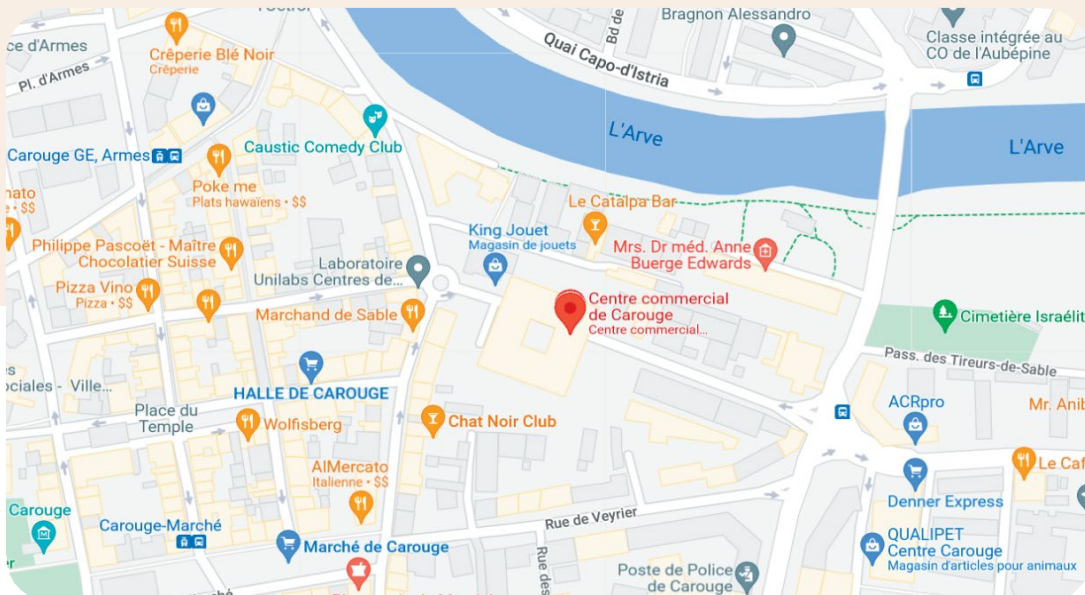 l'Octroi
Bragnon Alessandro
Bd de
Quai Capo-d'Istria
Classe intégrée au
CO de l'Aubépine
ce d'Armes
Pl. d'Armes
Crêperie Blé Noir
Crêperie
L'Arve
L'Arve
Caustic Comedy Club
Carouge GE, Armes
Poke me
Plats hawaïens • $$
nato
e • $$
Philippe Pascoët - Maître
Chocolatier Suisse
Pizza Vino
Pizza • $$
Laboratoire
Unilabs Centres de...
King Jouet
Magasin de jouets
Le Catalpa Bar
Mrs. Dr méd. Anne
Buerge Edwards
Marchand de Sable
Centre commercial
de Carouge
Centre commercial...
Cimetière Israélit
Pass. des Tireurs-de-Sable
es
ociales - Ville...
HALLE DE CAROUGE
Place du
Temple
Wolfisberg
Chat Noir Club
ACRpro
Mr. Anib
AlMercato
Italienne • $$
Le Caf
Denner Express
Carouge
Carouge-Marché
Rue de Veyrier
Marché de Carouge
QUALIPET
Centre Carouge
Magasin d'articles pour animaux
er
Rue des
Poste de Police
de Carouge